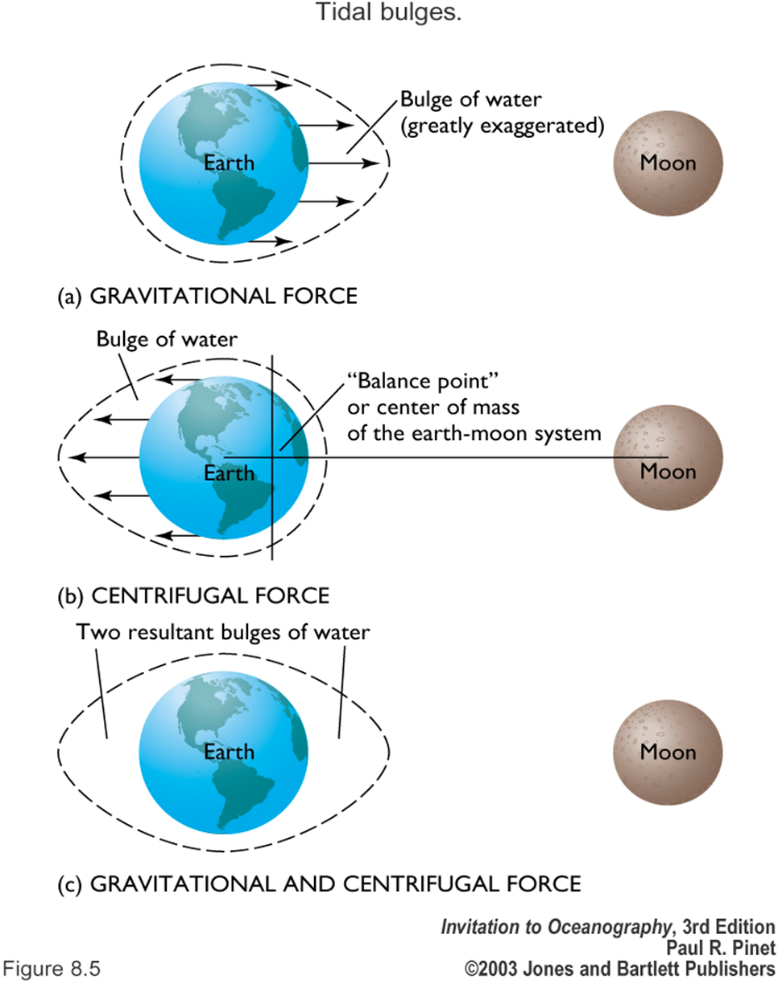 Tidal bulges.
Bulge of water
(greatly exaggerated)
Earth
Moon
(a) GRAVITATIONAL FORCE
Bulge of water
“Balance point”
or center of mass
of the earth-moon system
Earth
Moon
(b) CENTRIFUGAL FORCE
Two resultant bulges of water
Earth
Moon
(c) GRAVITATIONAL AND CENTRIFUGAL FORCE
Invitation to Oceanography, 3rd Edition
Paul R. Pinet
Figure 8.5
©2003 Jones and Bartlett Publishers